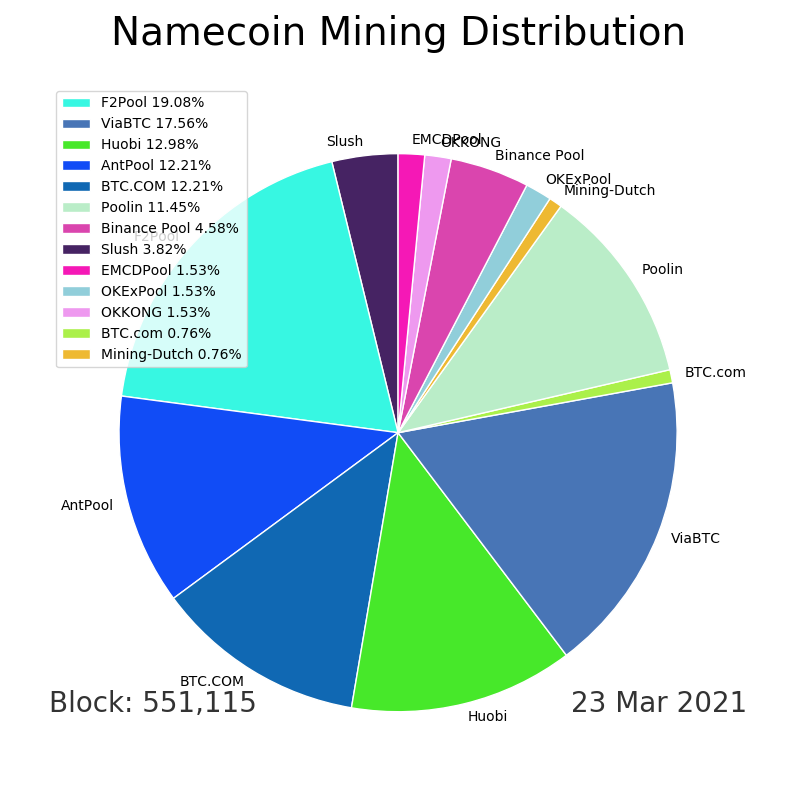 Namecoin Mining Distribution
F2Pool 19.08%
ViaBTC 17.56%
Huobi 12.98%
AntPool 12.21%
BTC.COM 12.21%
Poolin 11.45%
Binance Pool 4.58%
Slush 3.82%
EMCDPool 1.53%
OKExPool 1.53%
OKKONG 1.53%
BTC.com 0.76%
Mining-Dutch 0.76%
Slush
EMCDPool
OKKONG
Binance Pool
OKExPool
Mining-Dutch
F2Pool
Poolin
BTC.com
AntPool
ViaBTC
BTC.COM
Huobi
Block: 551,115
23 Mar 2021